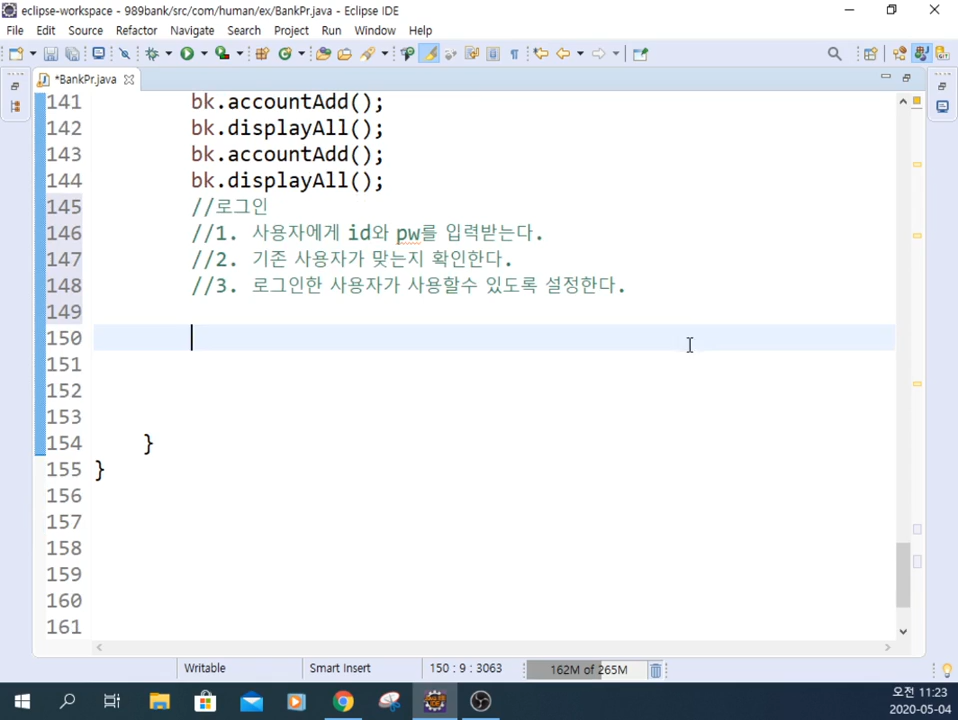 eclipse-workspace - 989bank/src/com/human/ex/BankPr.java - Eclipse IDE
File Edit Source Refactor Navigate Search Project Run Window Help
*BankPr.java
141 bk.accountAdd();
142 bk.displayAll();
143 bk.accountAdd();
144 bk.displayAll();
145 //로그인
146 //1. 사용자에게 id와 pw를 입력받는다.
147 //2. 기존 사용자가 맞는지 확인한다.
148 //3. 로그인한 사용자가 사용할수 있도록 설정한다.
149
150
151
152
153
154 }
155 }
156
157
158
159
160
161
Writable Smart Insert 150 : 9 : 3063 162M of 265M
오전 11:23
2020-05-04